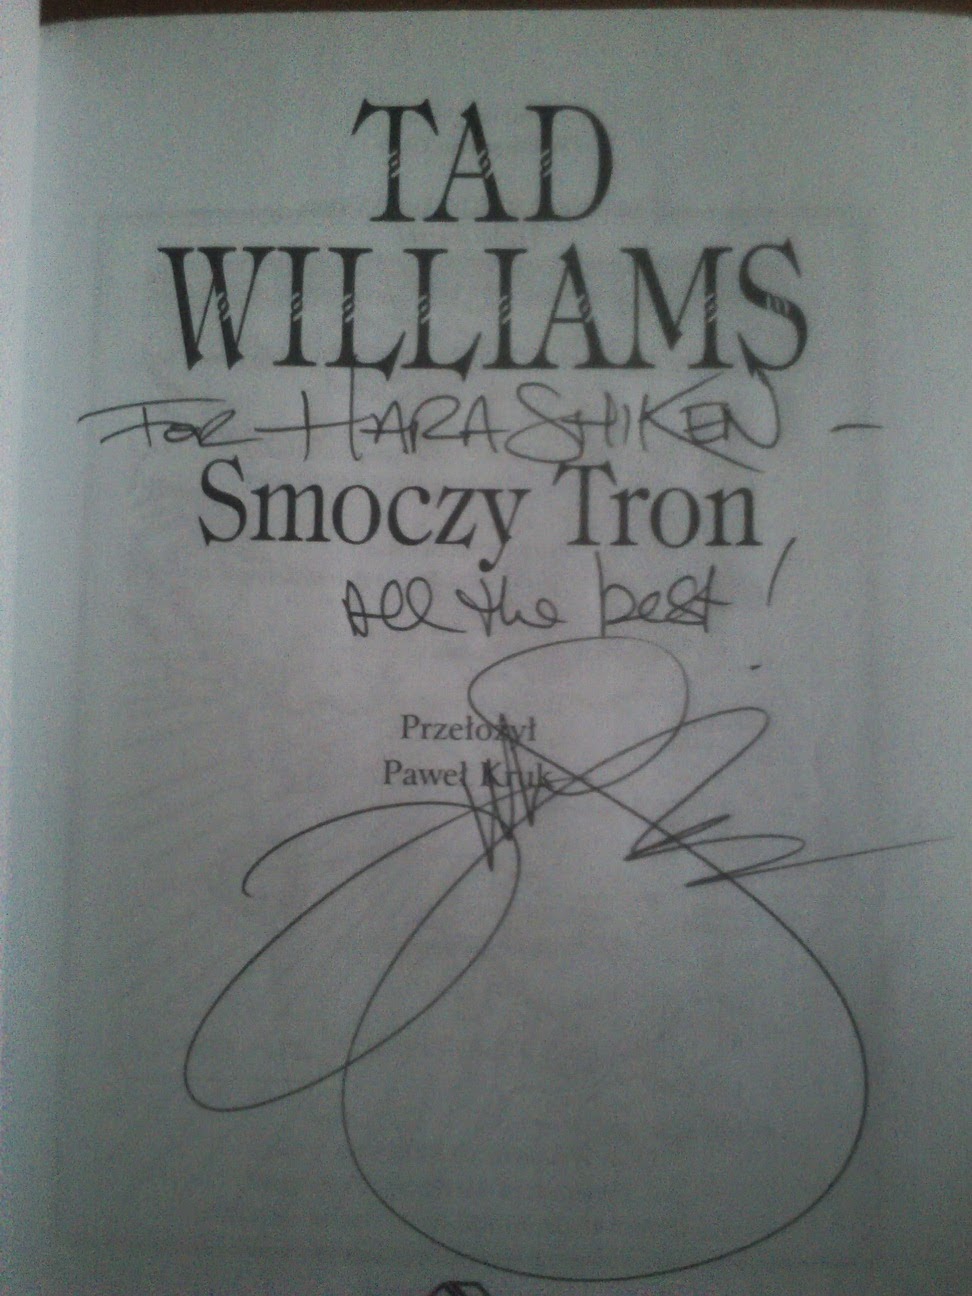 TAD
WILLIAMS
FOR HARASHIKEN –
Smoczy Tron
All the best!
Przełożył
Paweł Kruk